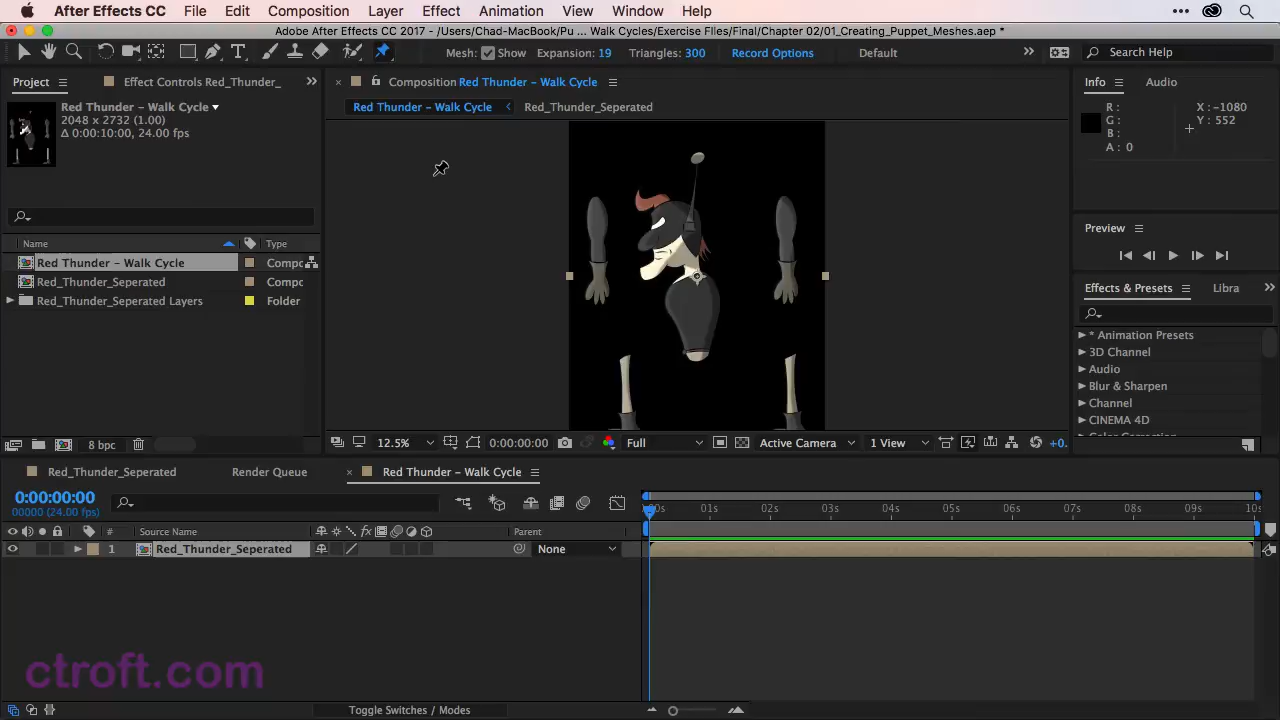 After Effects CC File Edit Composition Layer Effect Animation View Window Help
Adobe After Effects CC 2017 - /Users/Chad-MacBook/Pu ... Walk Cycles/Exercise Files/Final/Chapter 02/01_Creating_Puppet_Meshes.aep *
Mesh: Show Expansion: 19 Triangles: 300 Record Options Default Search Help
Project Effect Controls Red_Thunder_
Composition Red Thunder - Walk Cycle
Info Audio
Red Thunder - Walk Cycle
2048 x 2732 (1.00)
Δ 0:00:10:00, 24.00 fps
Red Thunder - Walk Cycle Red_Thunder_Seperated
R:
G:
B:
A: 0
X: -1080
Y: 552
Preview
Name Type
Red Thunder - Walk Cycle Compc
Red_Thunder_Seperated Compc
Red_Thunder_Seperated Layers Folder
Effects & Presets Libra
* Animation Presets
3D Channel
Audio
Blur & Sharpen
Channel
CINEMA 4D
8 bpc
12.5% 0:00:00:00 Full Active Camera 1 View +0.
Red_Thunder_Seperated Render Queue Red Thunder - Walk Cycle
0:00:00:00
00000 (24.00 fps)
:00s 01s 02s 03s 04s 05s 06s 07s 08s 09s 10s
# Source Name Parent
1 Red_Thunder_Seperated None
ctroft.com
Toggle Switches / Modes